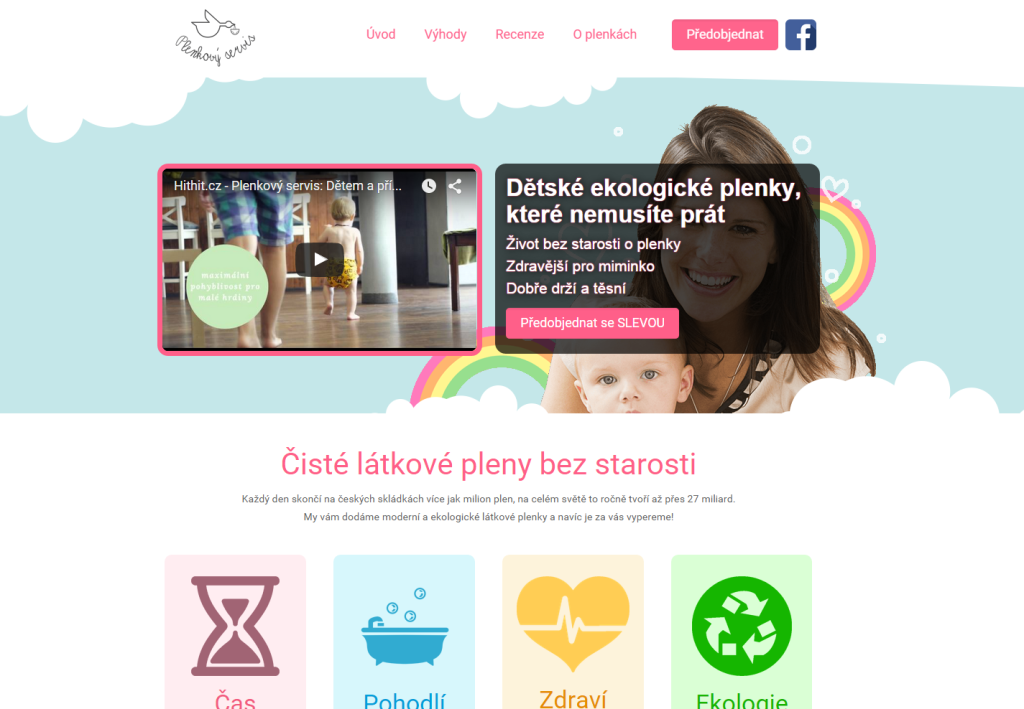 Plenkový servis
Úvod
Výhody
Recenze
O plenkách
Předobjednat
f
Hithit.cz - Plenkový servis: Dětem a pří...
maximální
pohyblivost pro
malé hrdiny
Dětské ekologické plenky,
které nemusíte prát
Život bez starosti o plenky
Zdravější pro miminko
Dobře drží a těsní
Předobjednat se SLEVOU
Čisté látkové pleny bez starosti
Každý den skončí na českých skládkách více jak milion plen, na celém světě to ročně tvoří až přes 27 miliard.
My vám dodáme moderní a ekologické látkové plenky a navíc je za vás vypereme!
Čas
Pohodlí
Zdraví
Ekologie